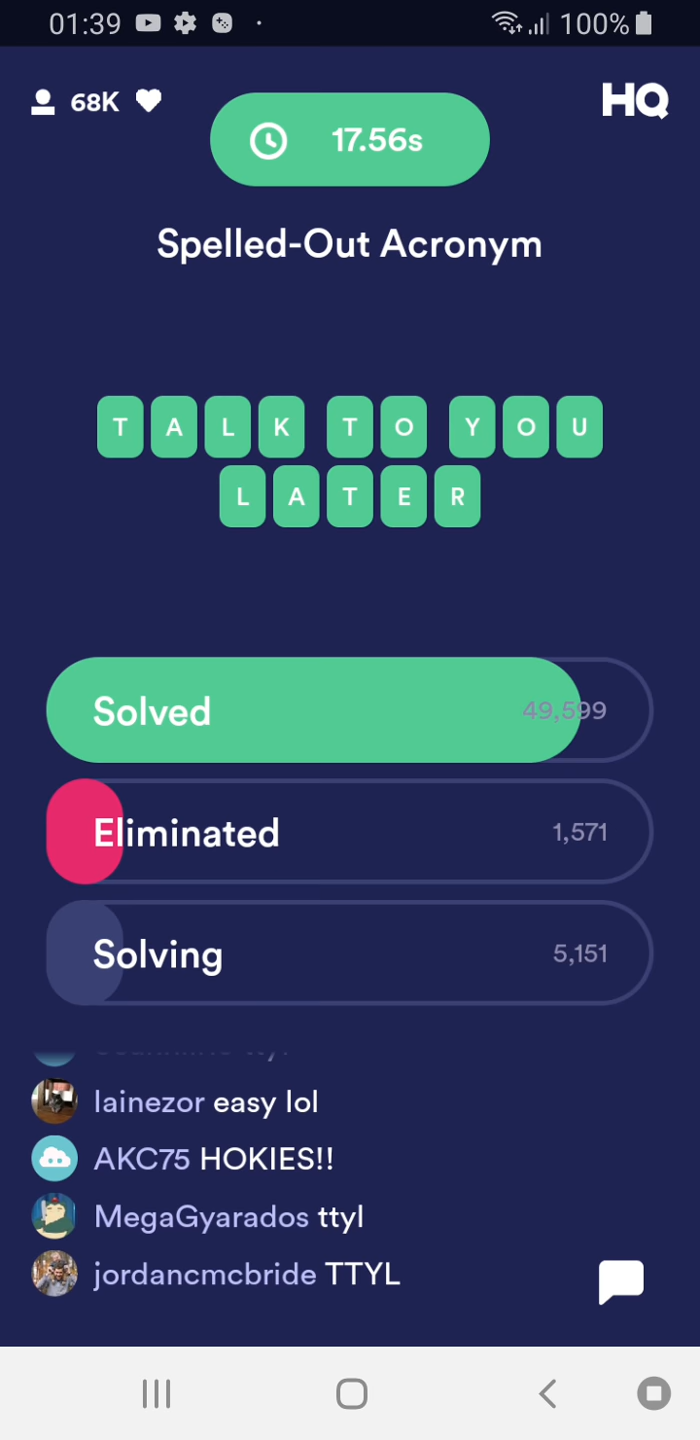 01:39 100%
68K 17.56s HQ
Spelled-Out Acronym
TALK TO YOU
LATER
Solved 49,599
Eliminated 1,571
Solving 5,151
lainezor easy lol
AKC75 HOKIES!!
MegaGyarados ttyl
jordancmcbride TTYL